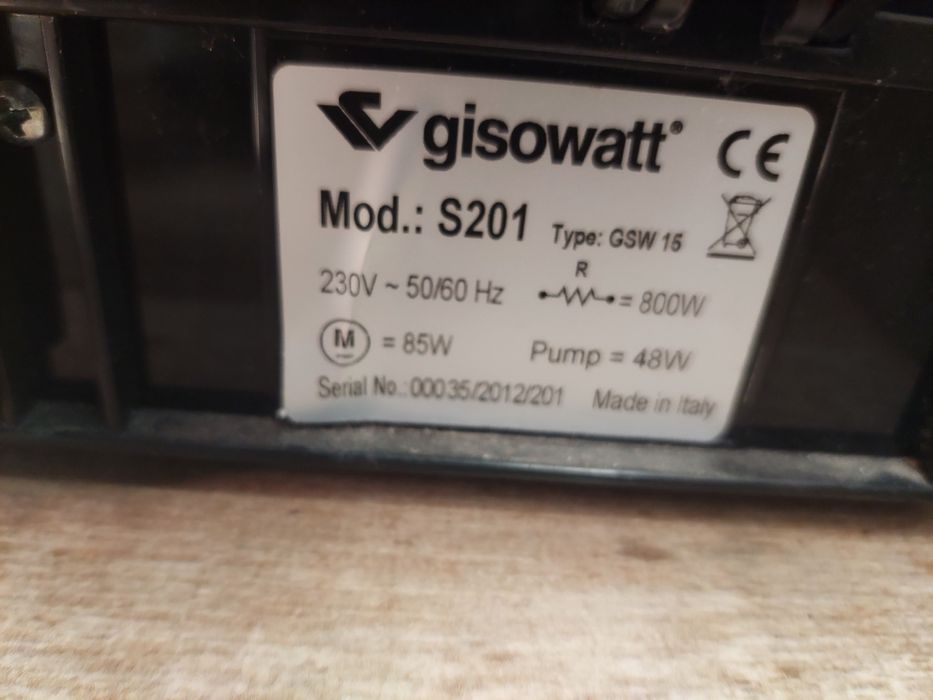 gisowatt® CE
Mod.: S201 Type: GSW 15
R
230V ~ 50/60 Hz = 800W
M = 85W Pump = 48W
Serial No.: 00035/2012/201 Made in Italy